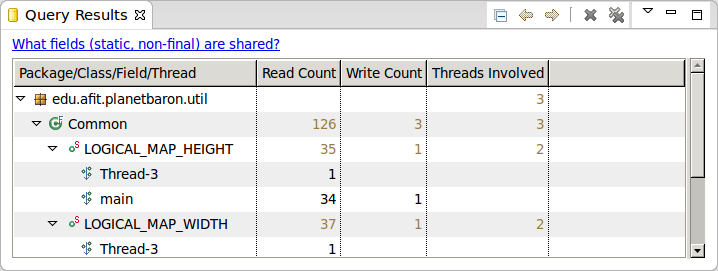 Query Results
What fields (static, non-final) are shared?
Package/Class/Field/Thread Read Count Write Count Threads Involved
edu.afit.planetbaron.util 3
Common 126 3 3
LOGICAL_MAP_HEIGHT 35 1 2
Thread-3 1
main 34 1
LOGICAL_MAP_WIDTH 37 1 2
Thread-3 1